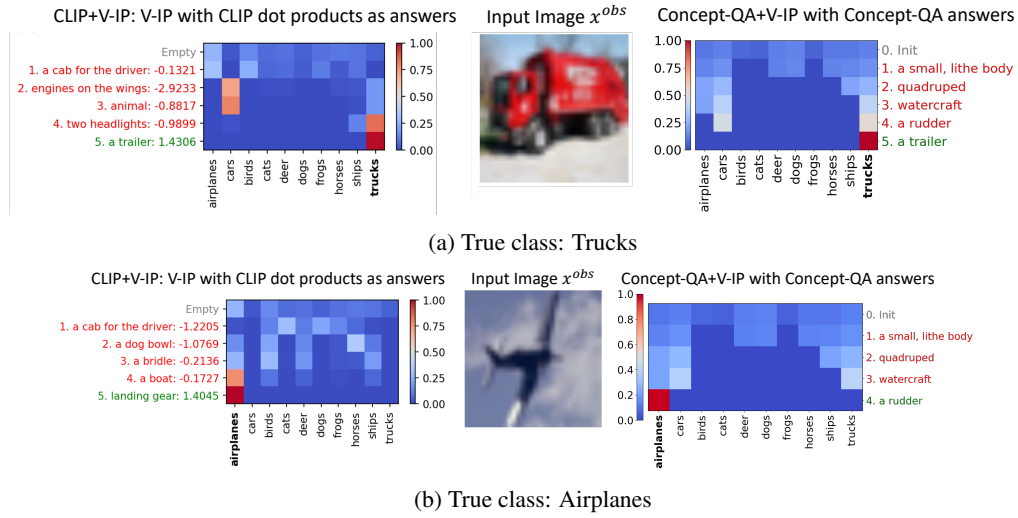 CLIP+V-IP: V-IP with CLIP dot products as answers
Input Image x^obs
Concept-QA+V-IP with Concept-QA answers
Empty
1. a cab for the driver: -0.1321
2. engines on the wings: -2.9233
3. animal: -0.8817
4. two headlights: -0.9899
5. a trailer: 1.4306
airplanes
cars
birds
cats
deer
dogs
frogs
horses
ships
trucks
1.00
0.75
0.50
0.25
0.00
1.00
0.75
0.50
0.25
0.00
0. Init
1. a small, lithe body
2. quadruped
3. watercraft
4. a rudder
5. a trailer
airplanes
cars
birds
cats
deer
dogs
frogs
horses
ships
trucks
(a) True class: Trucks
CLIP+V-IP: V-IP with CLIP dot products as answers
Input Image x^obs
Concept-QA+V-IP with Concept-QA answers
Empty
1. a cab for the driver: -1.2205
2. a dog bowl: -1.0769
3. a bridle: -0.2136
4. a boat: -0.1727
5. landing gear: 1.4045
airplanes
cars
birds
cats
deer
dogs
frogs
horses
ships
trucks
1.00
0.75
0.50
0.25
0.00
1.0
0.8
0.6
0.4
0.2
0.0
0. Init
1. a small, lithe body
2. quadruped
3. watercraft
4. a rudder
airplanes
cars
birds
cats
deer
dogs
frogs
horses
ships
trucks
(b) True class: Airplanes